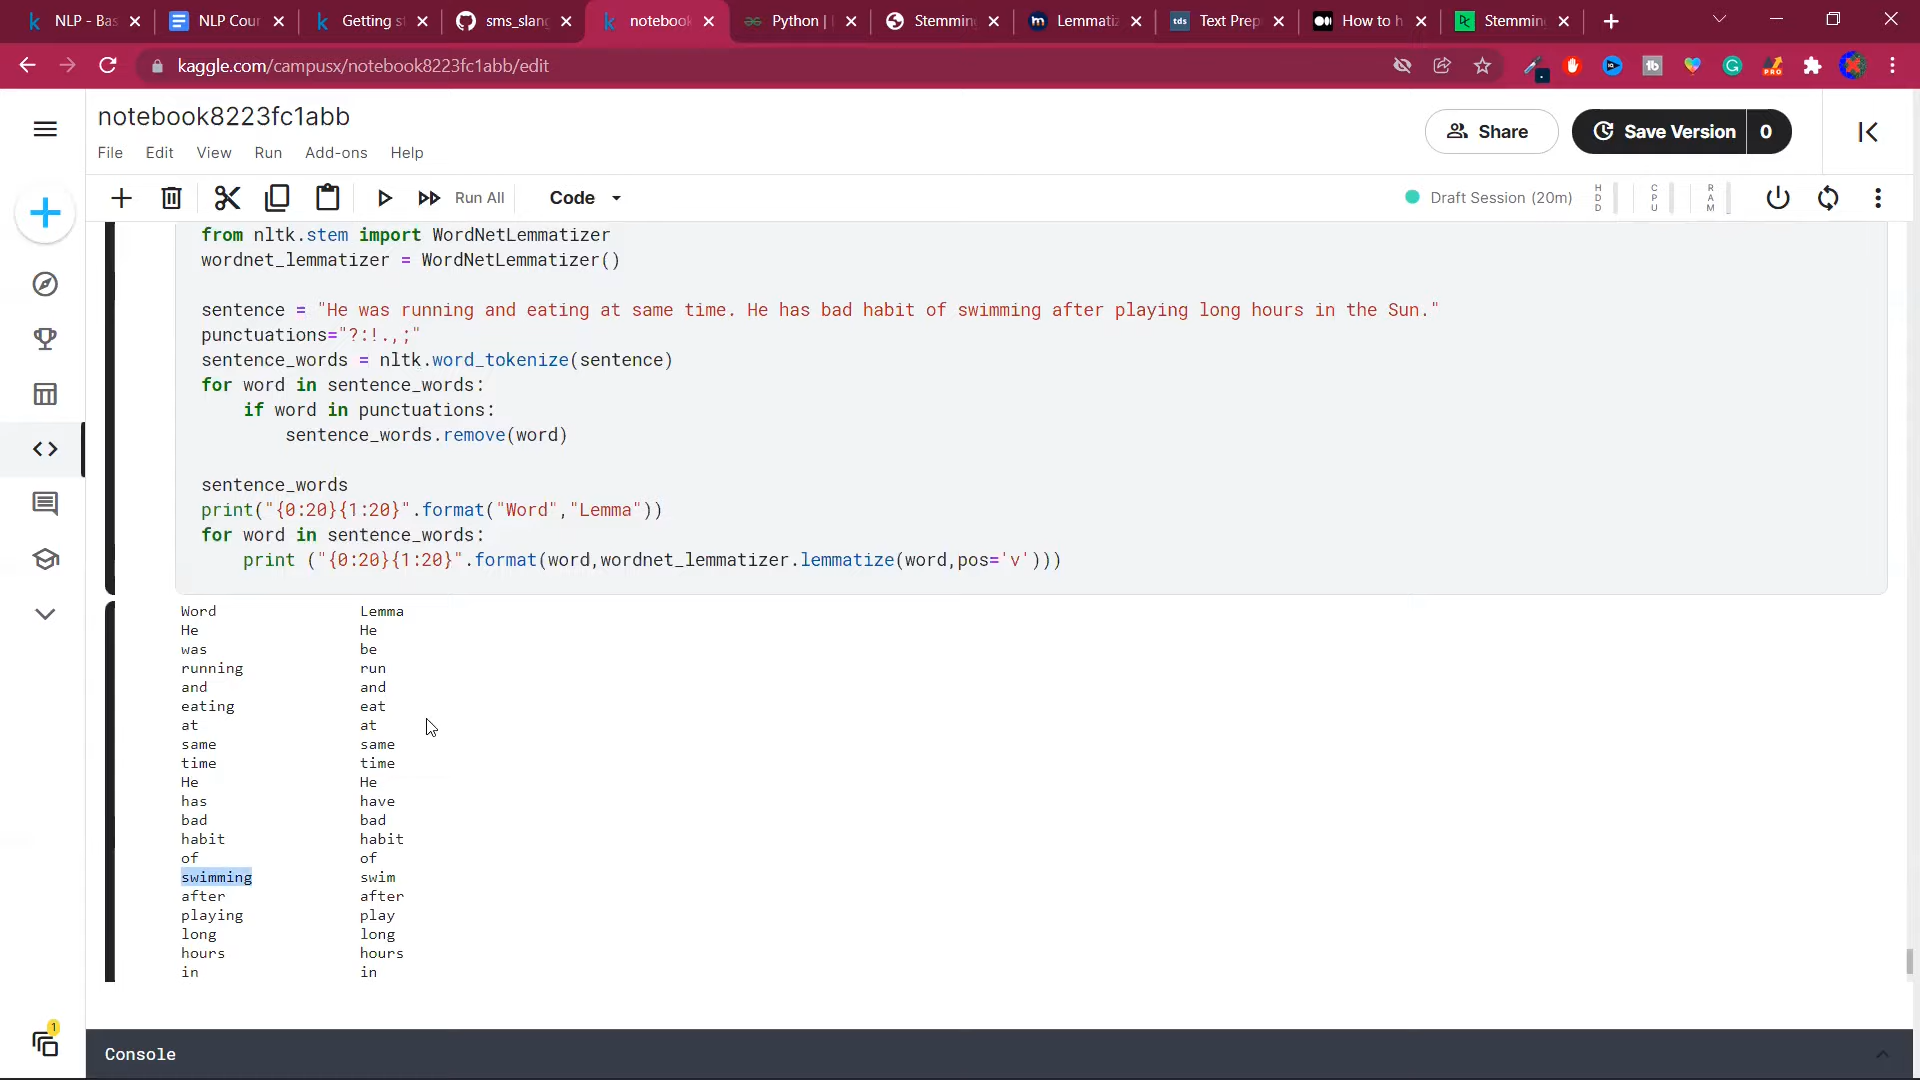 NLP - Bas
NLP Cour
Getting st
sms_slang
notebook
Python |
Stemming
Lemmatiz
tds Text Prep
How to h
DC Stemming
kaggle.com/campusx/notebook8223fc1abb/edit
notebook8223fc1abb
Share
Save Version 0
File Edit View Run Add-ons Help
Run All
Code
Draft Session (20m)
HDD
CPU
RAM
from nltk.stem import WordNetLemmatizer
wordnet_lemmatizer = WordNetLemmatizer()
sentence = "He was running and eating at same time. He has bad habit of swimming after playing long hours in the Sun."
punctuations="?:!.,;"
sentence_words = nltk.word_tokenize(sentence)
for word in sentence_words:
    if word in punctuations:
        sentence_words.remove(word)
sentence_words
print("{0:20}{1:20}".format("Word","Lemma"))
for word in sentence_words:
    print ("{0:20}{1:20}".format(word,wordnet_lemmatizer.lemmatize(word,pos='v')))
Word Lemma
He He
was be
running run
and and
eating eat
at at
same same
time time
He He
has have
bad bad
habit habit
of of
swimming swim
after after
playing play
long long
hours hours
in in
1
Console